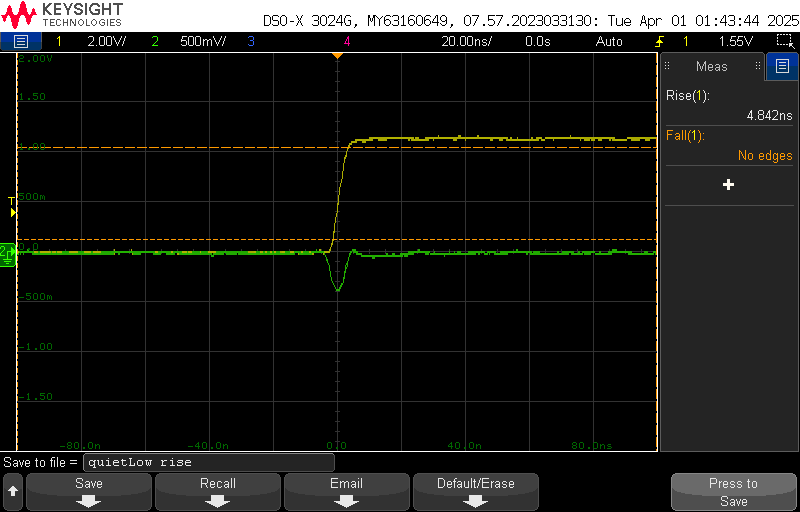 KEYSIGHT
TECHNOLOGIES
DSO-X 3024G, MY63160649, 07.57.2023033130: Tue Apr 01 01:43:44 2025
1 2.00V/ 2 500mV/ 3 4 20.00ns/ 0.0s Auto 1 1.55V
2.00V
1.50
1.00
500m
0.0
-500m
-1.00
-1.50
-80.0n -40.0n 0.0 40.0n 80.0ns
T
2
Meas
Rise(1):
4.842ns
Fall(1):
No edges
Save to file = quietLow rise
Save Recall Email Default/Erase Press to
Save